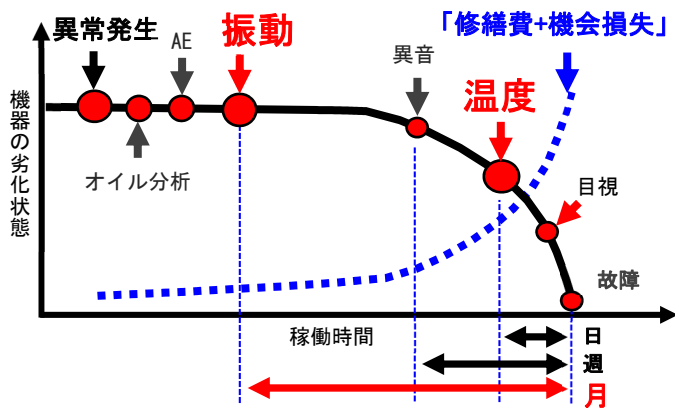 異常発生
AE
振動
「修繕費+機会損失」
異音
温度
オイル分析
目視
機器の劣化状態
故障
稼働時間
日
週
月